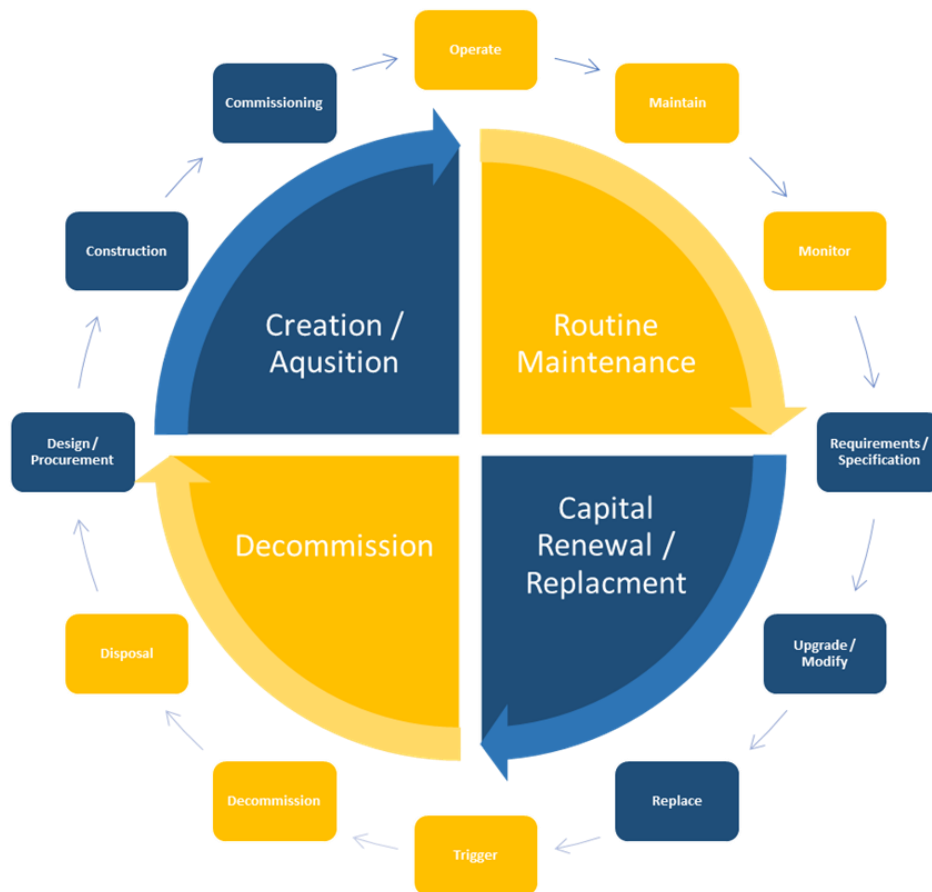 Operate
Commissioning
Maintain
Construction
Monitor
Creation /
Aqusition
Routine
Maintenance
Design /
Procurement
Requirements /
Specification
Decommission
Capital
Renewal /
Replacment
Disposal
Upgrade /
Modify
Decommission
Replace
Trigger